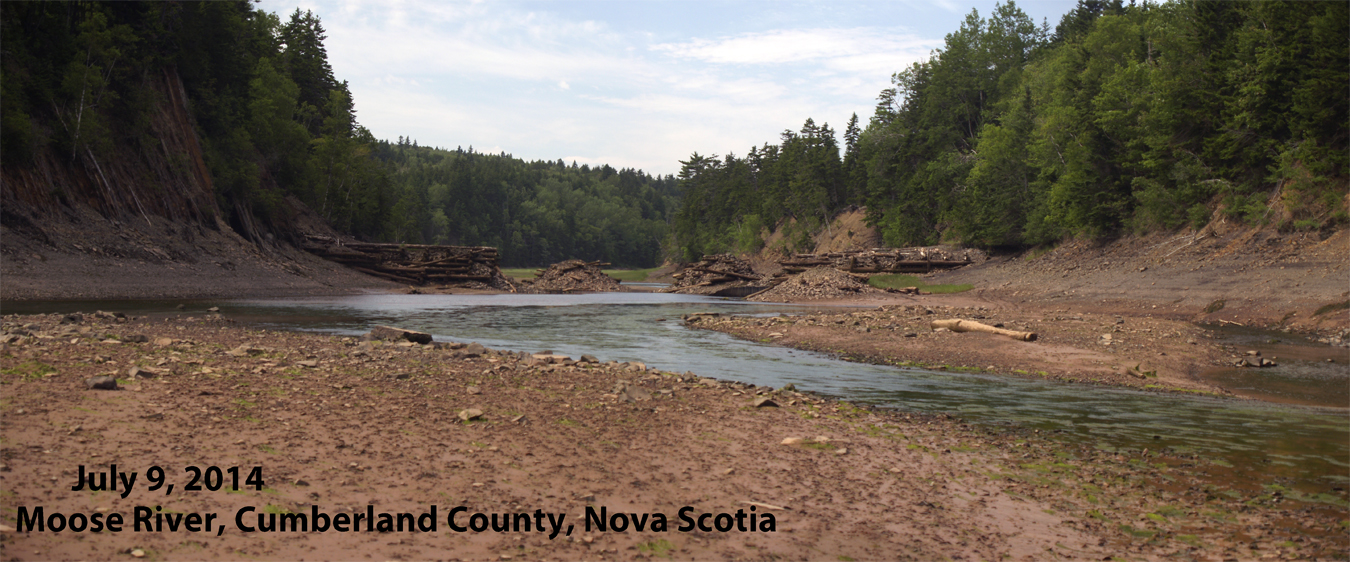 July 9, 2014
Moose River, Cumberland County, Nova Scotia